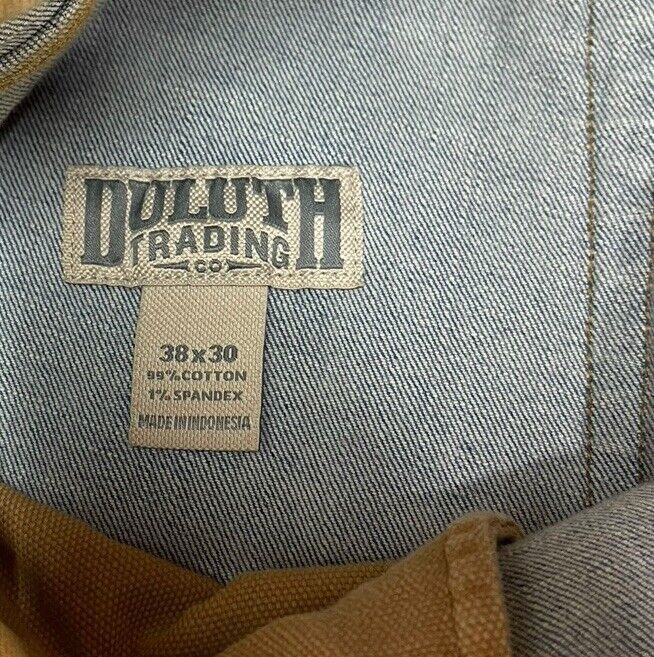 DULUTH
TRADING
CO
38 x 30
99% COTTON
1% SPANDEX
MADE IN INDONESIA